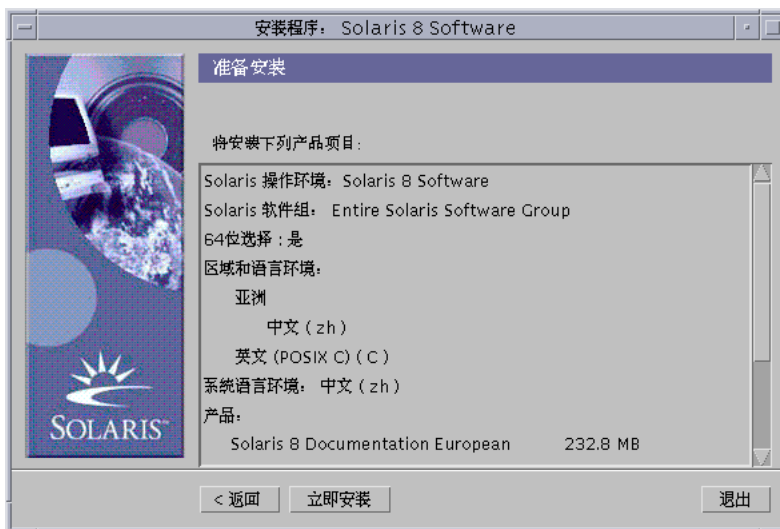 安装程序： Solaris 8 Software
准备安装
将安装下列产品项目：
Solaris 操作环境：Solaris 8 Software
Solaris 软件组： Entire Solaris Software Group
64位选择：是
区域和语言环境：
亚洲
中文 ( zh )
英文 (POSIX C) ( C )
系统语言环境： 中文 ( zh )
产品：
Solaris 8 Documentation European 232.8 MB
SOLARIS™
< 返回 立即安装 退出